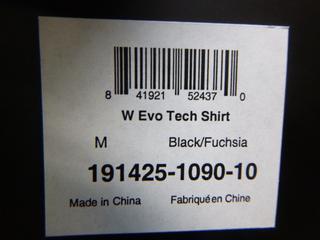 8 41921 52437 0
W Evo Tech Shirt
M Black/Fuchsia
191425-1090-10
Made in China Fabriqué en Chine